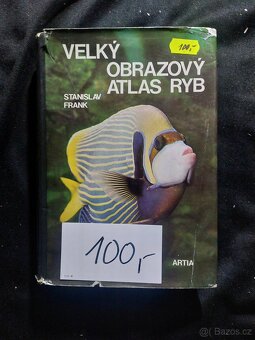 VELKÝ
100,-
OBRAZOVÝ
ATLAS RYB
STANISLAV
FRANK
100,-
ARTIA
Bazos.cz